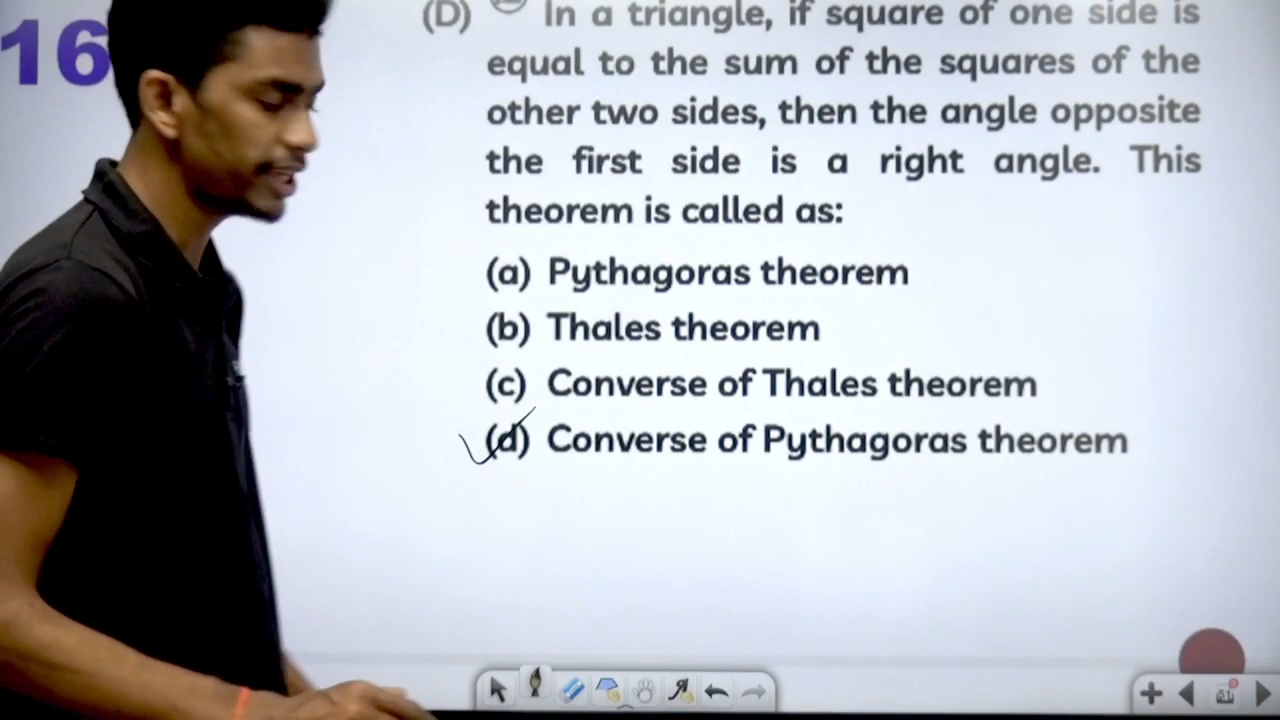 16
(D) In a triangle, if square of one side is
equal to the sum of the squares of the
other two sides, then the angle opposite
the first side is a right angle. This
theorem is called as:
(a) Pythagoras theorem
(b) Thales theorem
(c) Converse of Thales theorem
(d) Converse of Pythagoras theorem